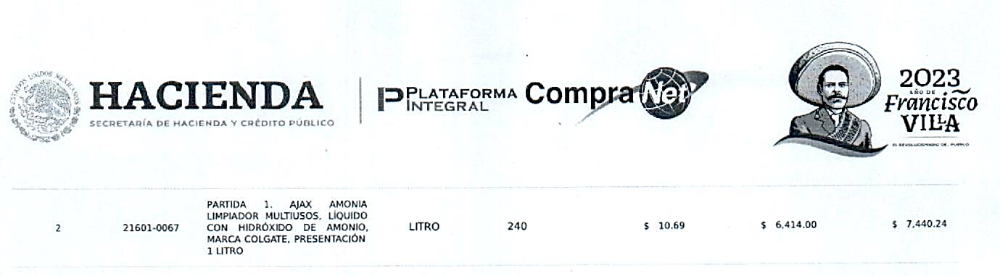 ESTADOS UNIDOS MEXICANOS
HACIENDA
SECRETARÍA DE HACIENDA Y CRÉDITO PÚBLICO
PLATAFORMA
INTEGRAL
CompraNet
2023
AÑO DE
Francisco
VILLA
EL REVOLUCIONARIO DEL PUEBLO
2 21601-0067 PARTIDA 1. AJAX AMONIA
LIMPIADOR MULTIUSOS, LÍQUIDO
CON HIDRÓXIDO DE AMONIO, LITRO 240 $ 10.69 $ 6,414.00 $ 7,440.24
MARCA COLGATE, PRESENTACIÓN
1 LITRO